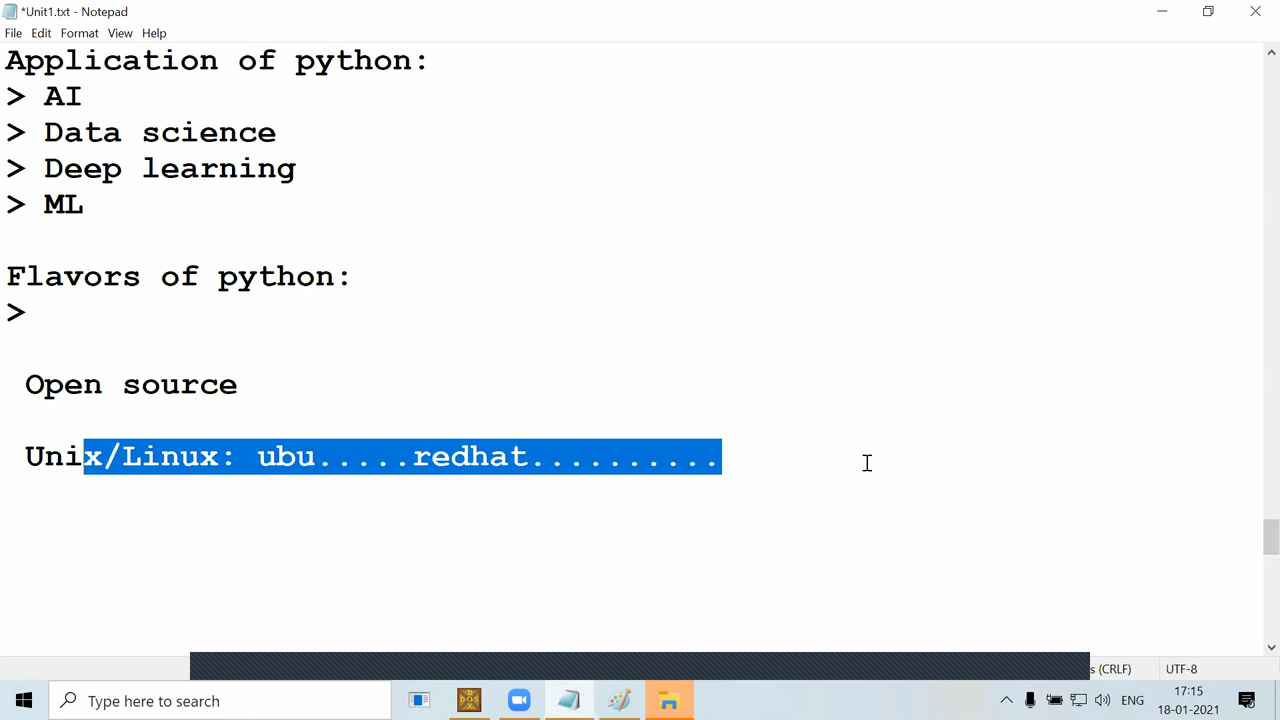 *Unit1.txt - Notepad
File Edit Format View Help
Application of python:
> AI
> Data science
> Deep learning
> ML
Flavors of python:
>
Open source
Unix/Linux: ubu.....redhat..........
(CRLF) UTF-8
Type here to search
ENG
17:15
18-01-2021